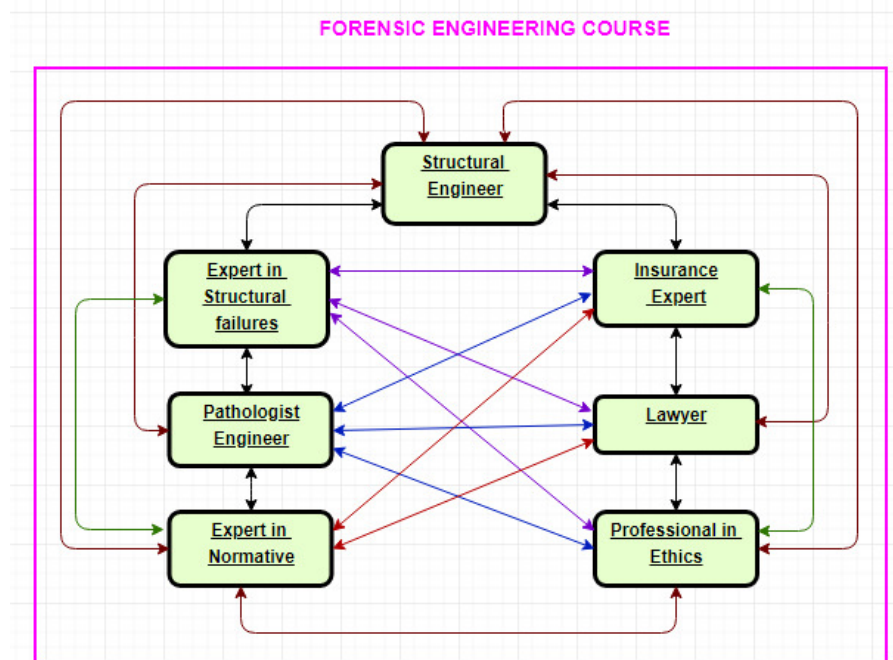 FORENSIC ENGINEERING COURSE
Structural
Engineer
Expert in
Structural
failures
Insurance
Expert
Pathologist
Engineer
Lawyer
Expert in
Normative
Professional in
Ethics